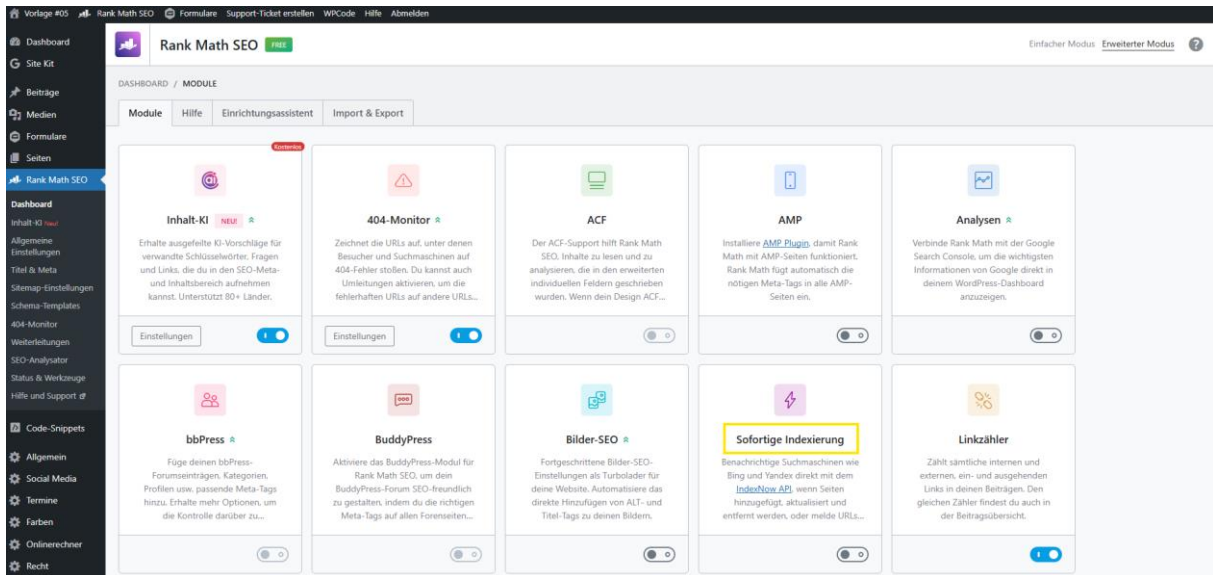 Vorlage #05 Rank Math SEO Formulare Support-Ticket erstellen WPCode Hilfe Abmelden
Dashboard
Site Kit
Beiträge
Medien
Formulare
Seiten
Rank Math SEO
Dashboard
Inhalt-KI Neu!
Allgemeine
Einstellungen
Titel & Meta
Sitemap-Einstellungen
Schema-Templates
404-Monitor
Weiterleitungen
SEO-Analysator
Status & Werkzeuge
Hilfe und Support
Code-Snippets
Allgemein
Social Media
Termine
Farben
Onlinerechner
Recht
Rank Math SEO FREE
Einfacher Modus Erweiterter Modus ?
DASHBOARD / MODULE
Module Hilfe Einrichtungsassistent Import & Export
Kostenlos
Inhalt-KI NEU!
Erhalte ausgefeilte KI-Vorschläge für
verwandte Schlüsselwörter, Fragen
und Links, die du in den SEO-Meta-
und Inhaltsbereich aufnehmen
kannst. Unterstützt 80+ Länder.
Einstellungen
404-Monitor
Zeichnet die URLs auf, unter denen
Besucher und Suchmaschinen auf
404-Fehler stoßen. Du kannst auch
Umleitungen aktivieren, um die
fehlerhaften URLs auf andere URLs...
Einstellungen
ACF
Der ACF-Support hilft Rank Math
SEO, Inhalte zu lesen und zu
analysieren, die in den erweiterten
individuellen Feldern geschrieben
wurden. Wenn dein Design ACF...
AMP
Installiere AMP Plugin, damit Rank
Math mit AMP-Seiten funktioniert.
Rank Math fügt automatisch die
nötigen Meta-Tags in alle AMP-
Seiten ein.
Analysen
Verbinde Rank Math mit der Google
Search Console, um die wichtigsten
Informationen von Google direkt in
deinem WordPress-Dashboard
anzuzeigen.
bbPress
Füge deinen bbPress-
Forumseinträgen, Kategorien,
Profilen usw. passende Meta-Tags
hinzu. Erhalte mehr Optionen, um
die Kontrolle darüber zu...
BuddyPress
Aktiviere das BuddyPress-Modul für
Rank Math SEO, um dein
BuddyPress-Forum SEO-freundlich
zu gestalten, indem du die richtigen
Meta-Tags auf allen Forenseiten...
Bilder-SEO
Fortgeschrittene Bilder-SEO-
Einstellungen als Turbolader für
deine Website. Automatisiere das
direkte Hinzufügen von ALT- und
Titel-Tags zu deinen Bildern.
Sofortige Indexierung
Benachrichtige Suchmaschinen wie
Bing und Yandex direkt mit dem
IndexNow API, wenn Seiten
hinzugefügt, aktualisiert und
entfernt werden, oder melde URLs...
Linkzähler
Zählt sämtliche internen und
externen, ein- und ausgehenden
Links in deinen Beiträgen. Den
gleichen Zähler findest du auch in
der Beitragsübersicht.